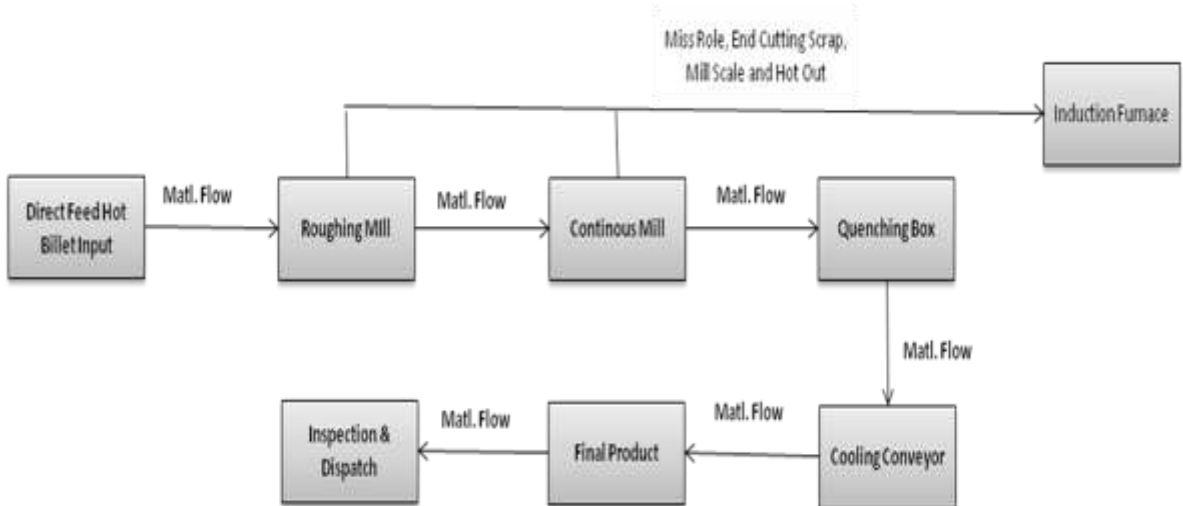 Miss Role, End Cutting Scrap,
Mill Scale and Hot Out
Induction Furnace
Direct Feed Hot
Billet Input
Matl. Flow
Roughing MIll
Matl. Flow
Continous Mill
Matl. Flow
Quenching Box
Matl. Flow
Inspection &
Dispatch
Matl. Flow
Final Product
Matl. Flow
Cooling Conveyor